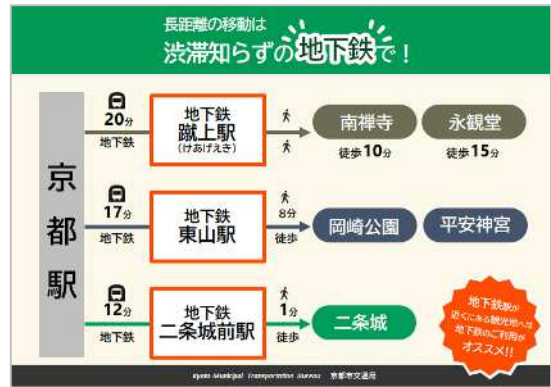 長距離の移動は
渋滞知らずの地下鉄で！
京都駅
20分
地下鉄
地下鉄
蹴上駅
(けあげえき)
南禅寺
徒歩10分
永観堂
徒歩15分
17分
地下鉄
地下鉄
東山駅
8分
徒歩
岡崎公園
平安神宮
12分
地下鉄
地下鉄
二条城前駅
1分
徒歩
二条城
地下鉄駅が
近くにある観光地へは
地下鉄のご利用が
オススメ!!
Kyoto Municipal Transportation Bureau 京都市交通局